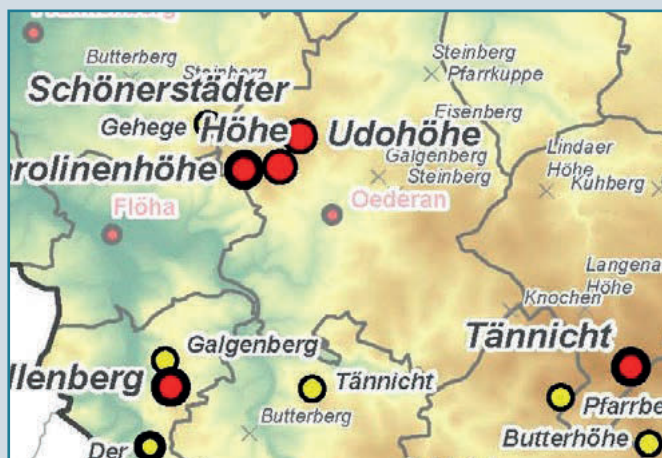 Butterberg
Steinberg
Pfarrkuppe
Steinberg
Schönerstädter
Höhe
Gehege
Eisenberg
Udohöhe
rolinenhöhe
Galgenberg
Steinberg
Lindaer
Höhe
Kuhberg
Flöha
Oederan
Langena
Höhe
Knochen
Galgenberg
Tännicht
llenberg
Tännicht
Butterberg
Pfarrbe
Butterhöhe
Der